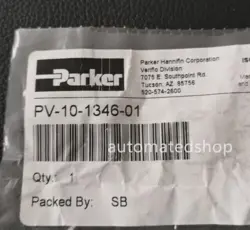 Parker
Parker Hannifin Corporation
Veriflo Division
7075 E. Southpoint Rd.
Tucson, AZ, 85756
520-574-2600
PV-10-1346-01
automatedshop
Qty.: 1
Packed By: SB